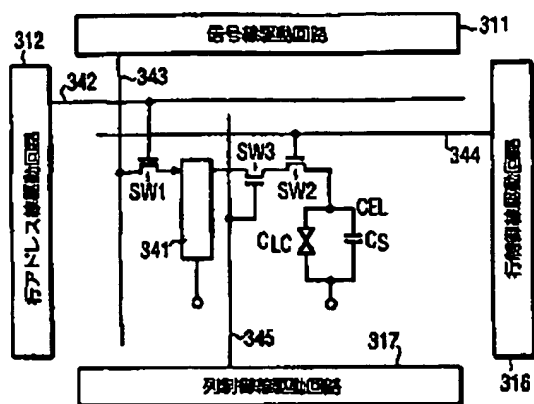 312
信号線駆動回路
311
342
343
行アドレス線駆動回路
344
SW3
SW1
SW2
341
CEL
CLC
CS
345
317
列制御線駆動回路
行制御線駆動回路
316